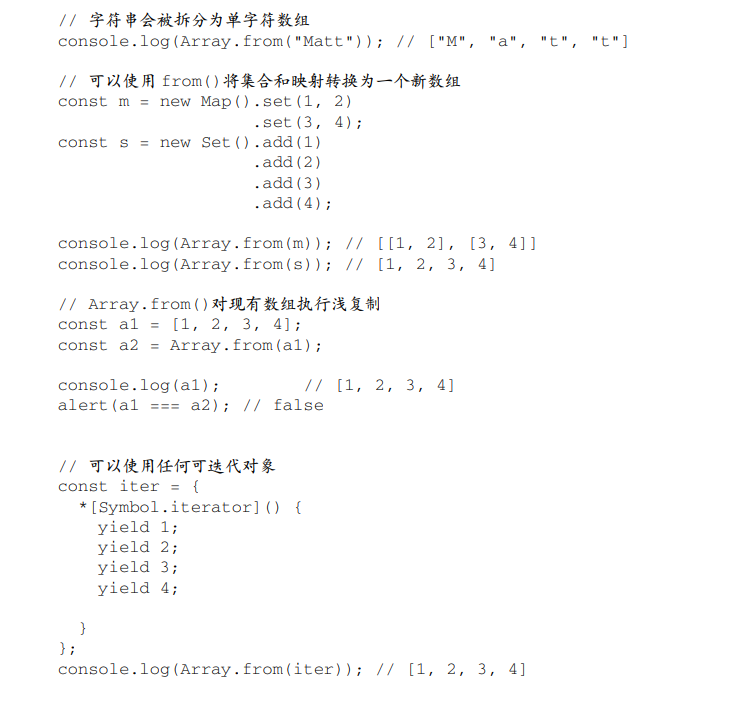 // 字符串会被拆分为单字符数组
console.log(Array.from("Matt")); // ["M", "a", "t", "t"]
// 可以使用 from()将集合和映射转换为一个新数组
const m = new Map().set(1, 2)
.set(3, 4);
const s = new Set().add(1)
.add(2)
.add(3)
.add(4);
console.log(Array.from(m)); // [[1, 2], [3, 4]]
console.log(Array.from(s)); // [1, 2, 3, 4]
// Array.from()对现有数组执行浅复制
const a1 = [1, 2, 3, 4];
const a2 = Array.from(a1);
console.log(a1); // [1, 2, 3, 4]
alert(a1 === a2); // false
// 可以使用任何可迭代对象
const iter = {
*[Symbol.iterator]() {
yield 1;
yield 2;
yield 3;
yield 4;
}
};
console.log(Array.from(iter)); // [1, 2, 3, 4]